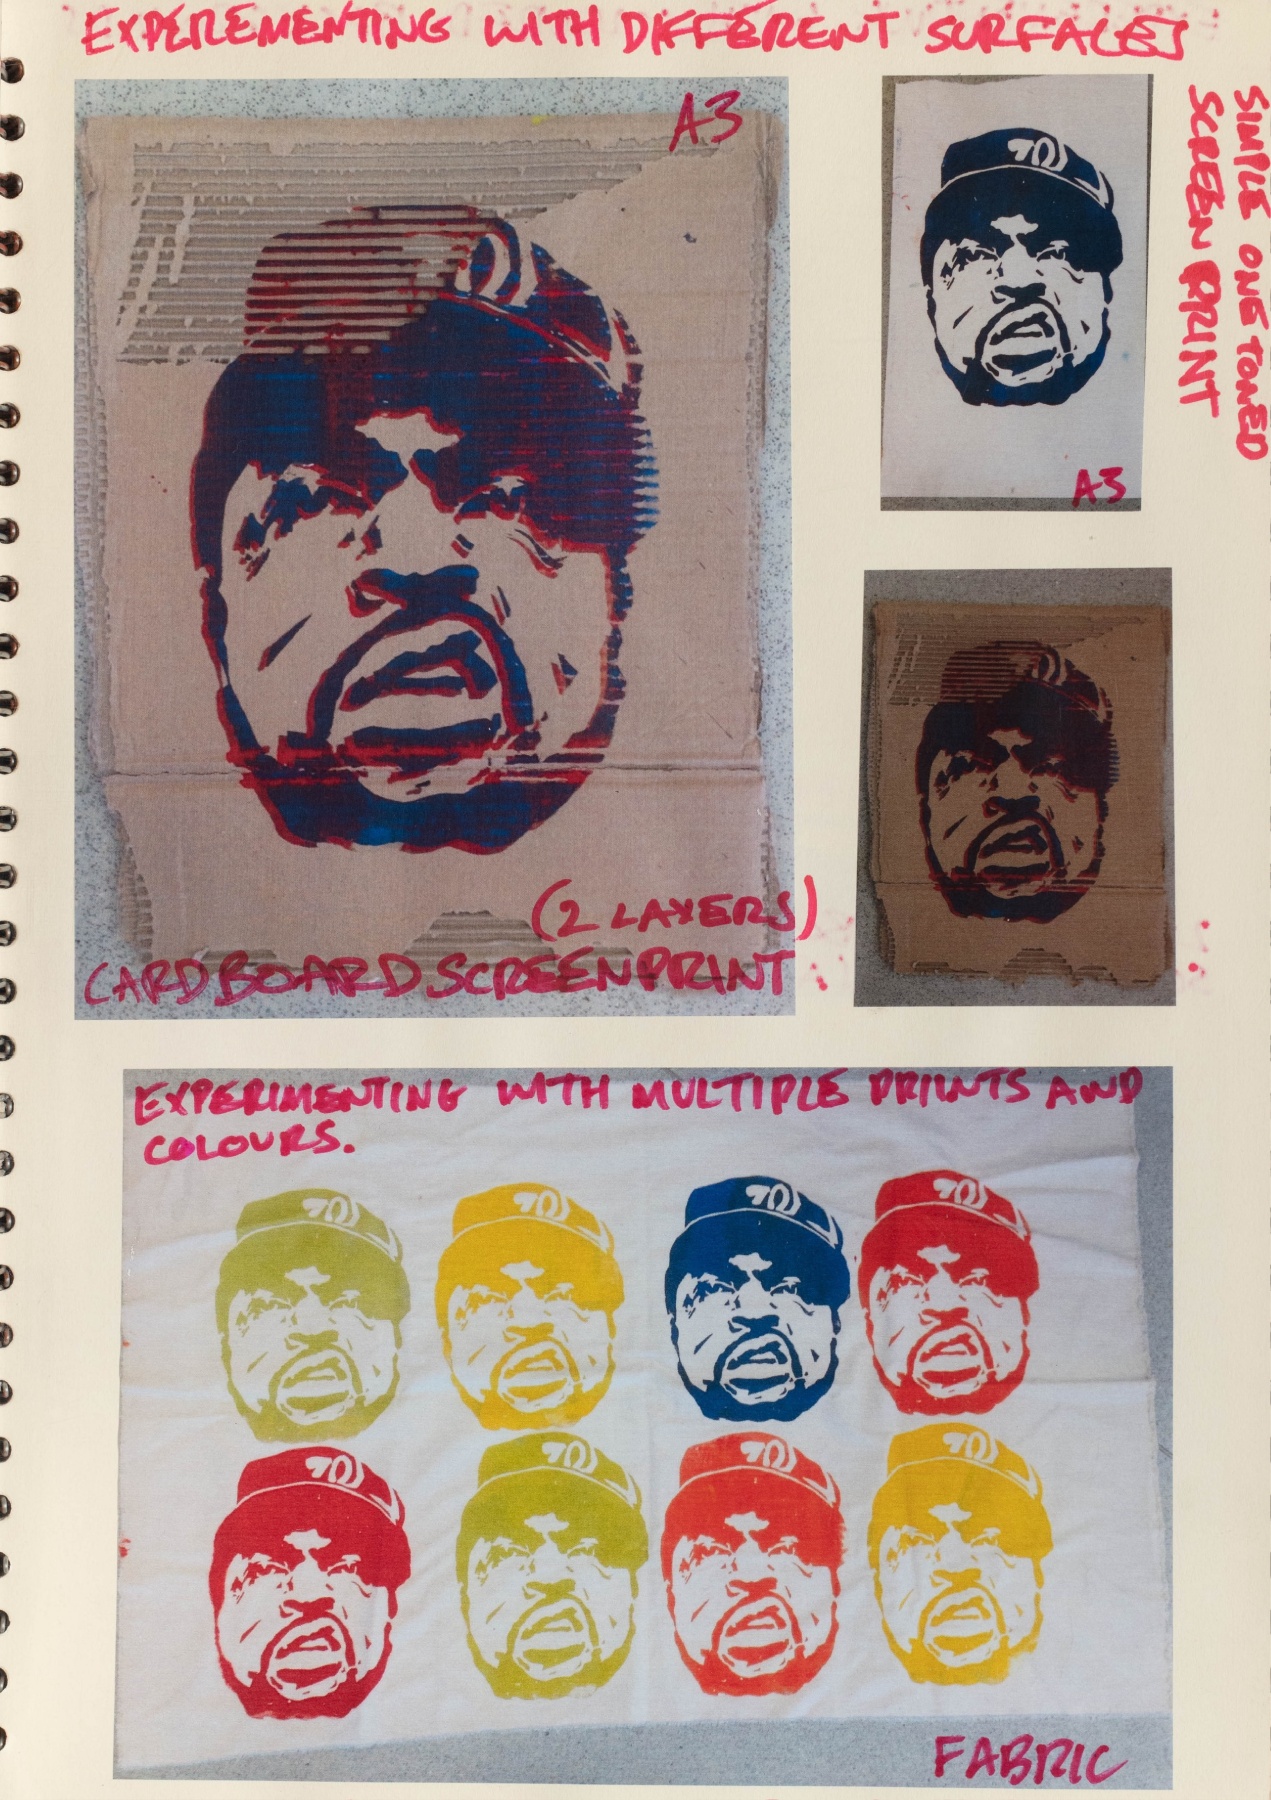 EXPEREMENTING WITH DIFFERENT SURFACES
A3
SIMPLE ONE TONED
SCREEN PRINT
A3
(2 LAYERS)
CARDBOARD SCREENPRINT
EXPERIMENTING WITH MULTIPLE PRIINTS AND
COLOURS.
FABRIC